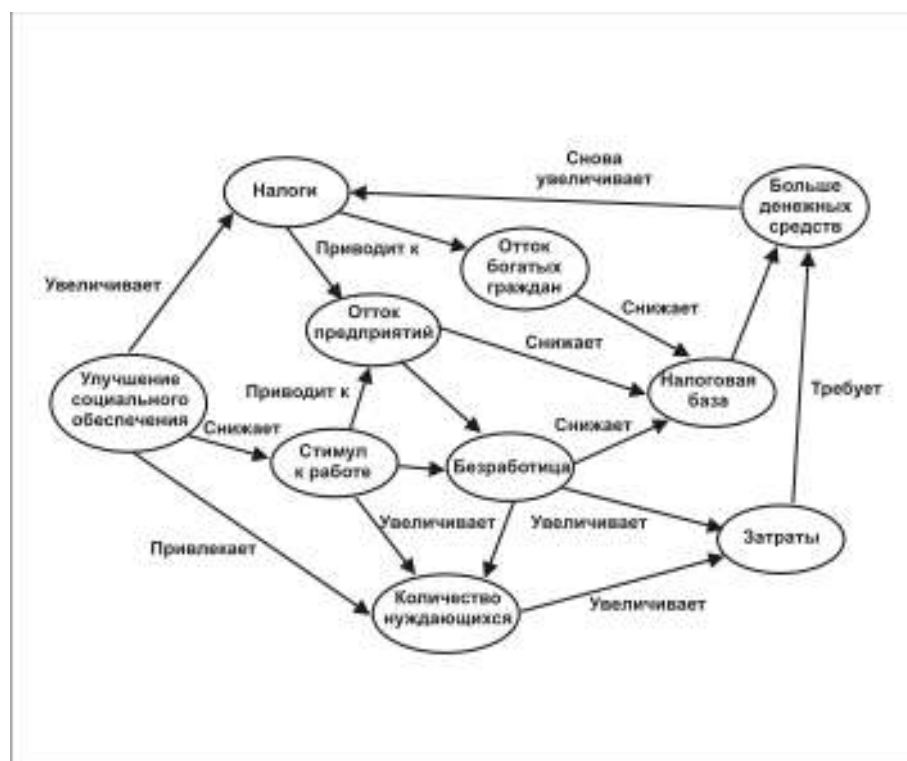 Снова
увеличивает
Налоги
Больше
денежных
средств
Приводит к
Отток
богатых
граждан
Увеличивает
Снижает
Отток
предприятий
Снижает
Улучшение
социального
обеспечения
Приводит к
Налоговая
база
Требует
Снижает
Снижает
Стимул
к работе
Безработица
Увеличивает
Увеличивает
Затраты
Привлекает
Количество
нуждающихся
Увеличивает